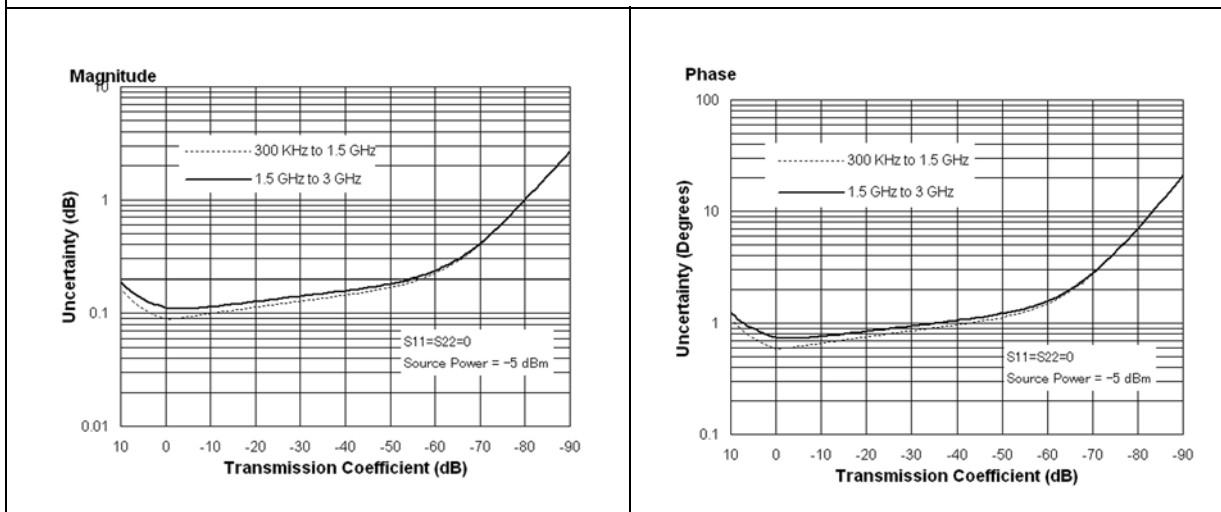 Magnitude
10
1
0.1
0.01
Uncertainty (dB)
300 KHz to 1.5 GHz
1.5 GHz to 3 GHz
S11=S22=0
Source Power = −5 dBm
10 0 -10 -20 -30 -40 -50 -60 -70 -80 -90
Transmission Coefficient (dB)
Phase
100
10
1
0.1
Uncertainty (Degrees)
300 KHz to 1.5 GHz
1.5 GHz to 3 GHz
S11=S22=0
Source Power = −5 dBm
10 0 -10 -20 -30 -40 -50 -60 -70 -80 -90
Transmission Coefficient (dB)